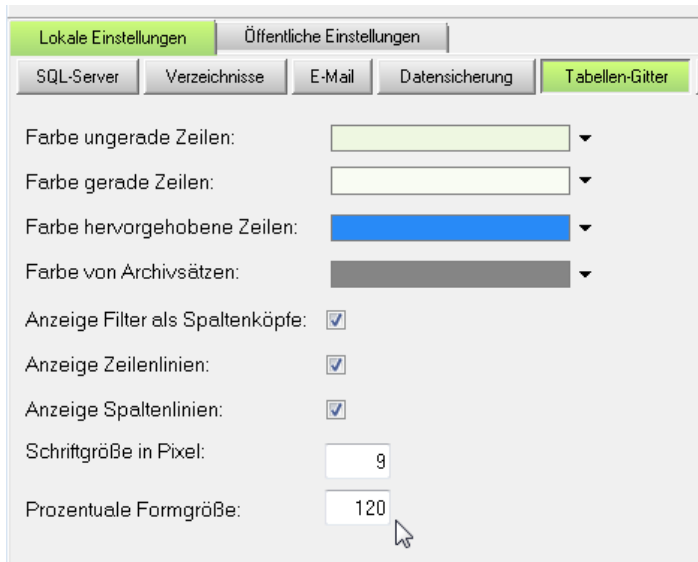 Lokale Einstellungen Öffentliche Einstellungen
SQL-Server Verzeichnisse E-Mail Datensicherung Tabellen-Gitter
Farbe ungerade Zeilen:
Farbe gerade Zeilen:
Farbe hervorgehobene Zeilen:
Farbe von Archivsätzen:
Anzeige Filter als Spaltenköpfe:
Anzeige Zeilenlinien:
Anzeige Spaltenlinien:
Schriftgröße in Pixel: 9
Prozentuale Formgröße: 120